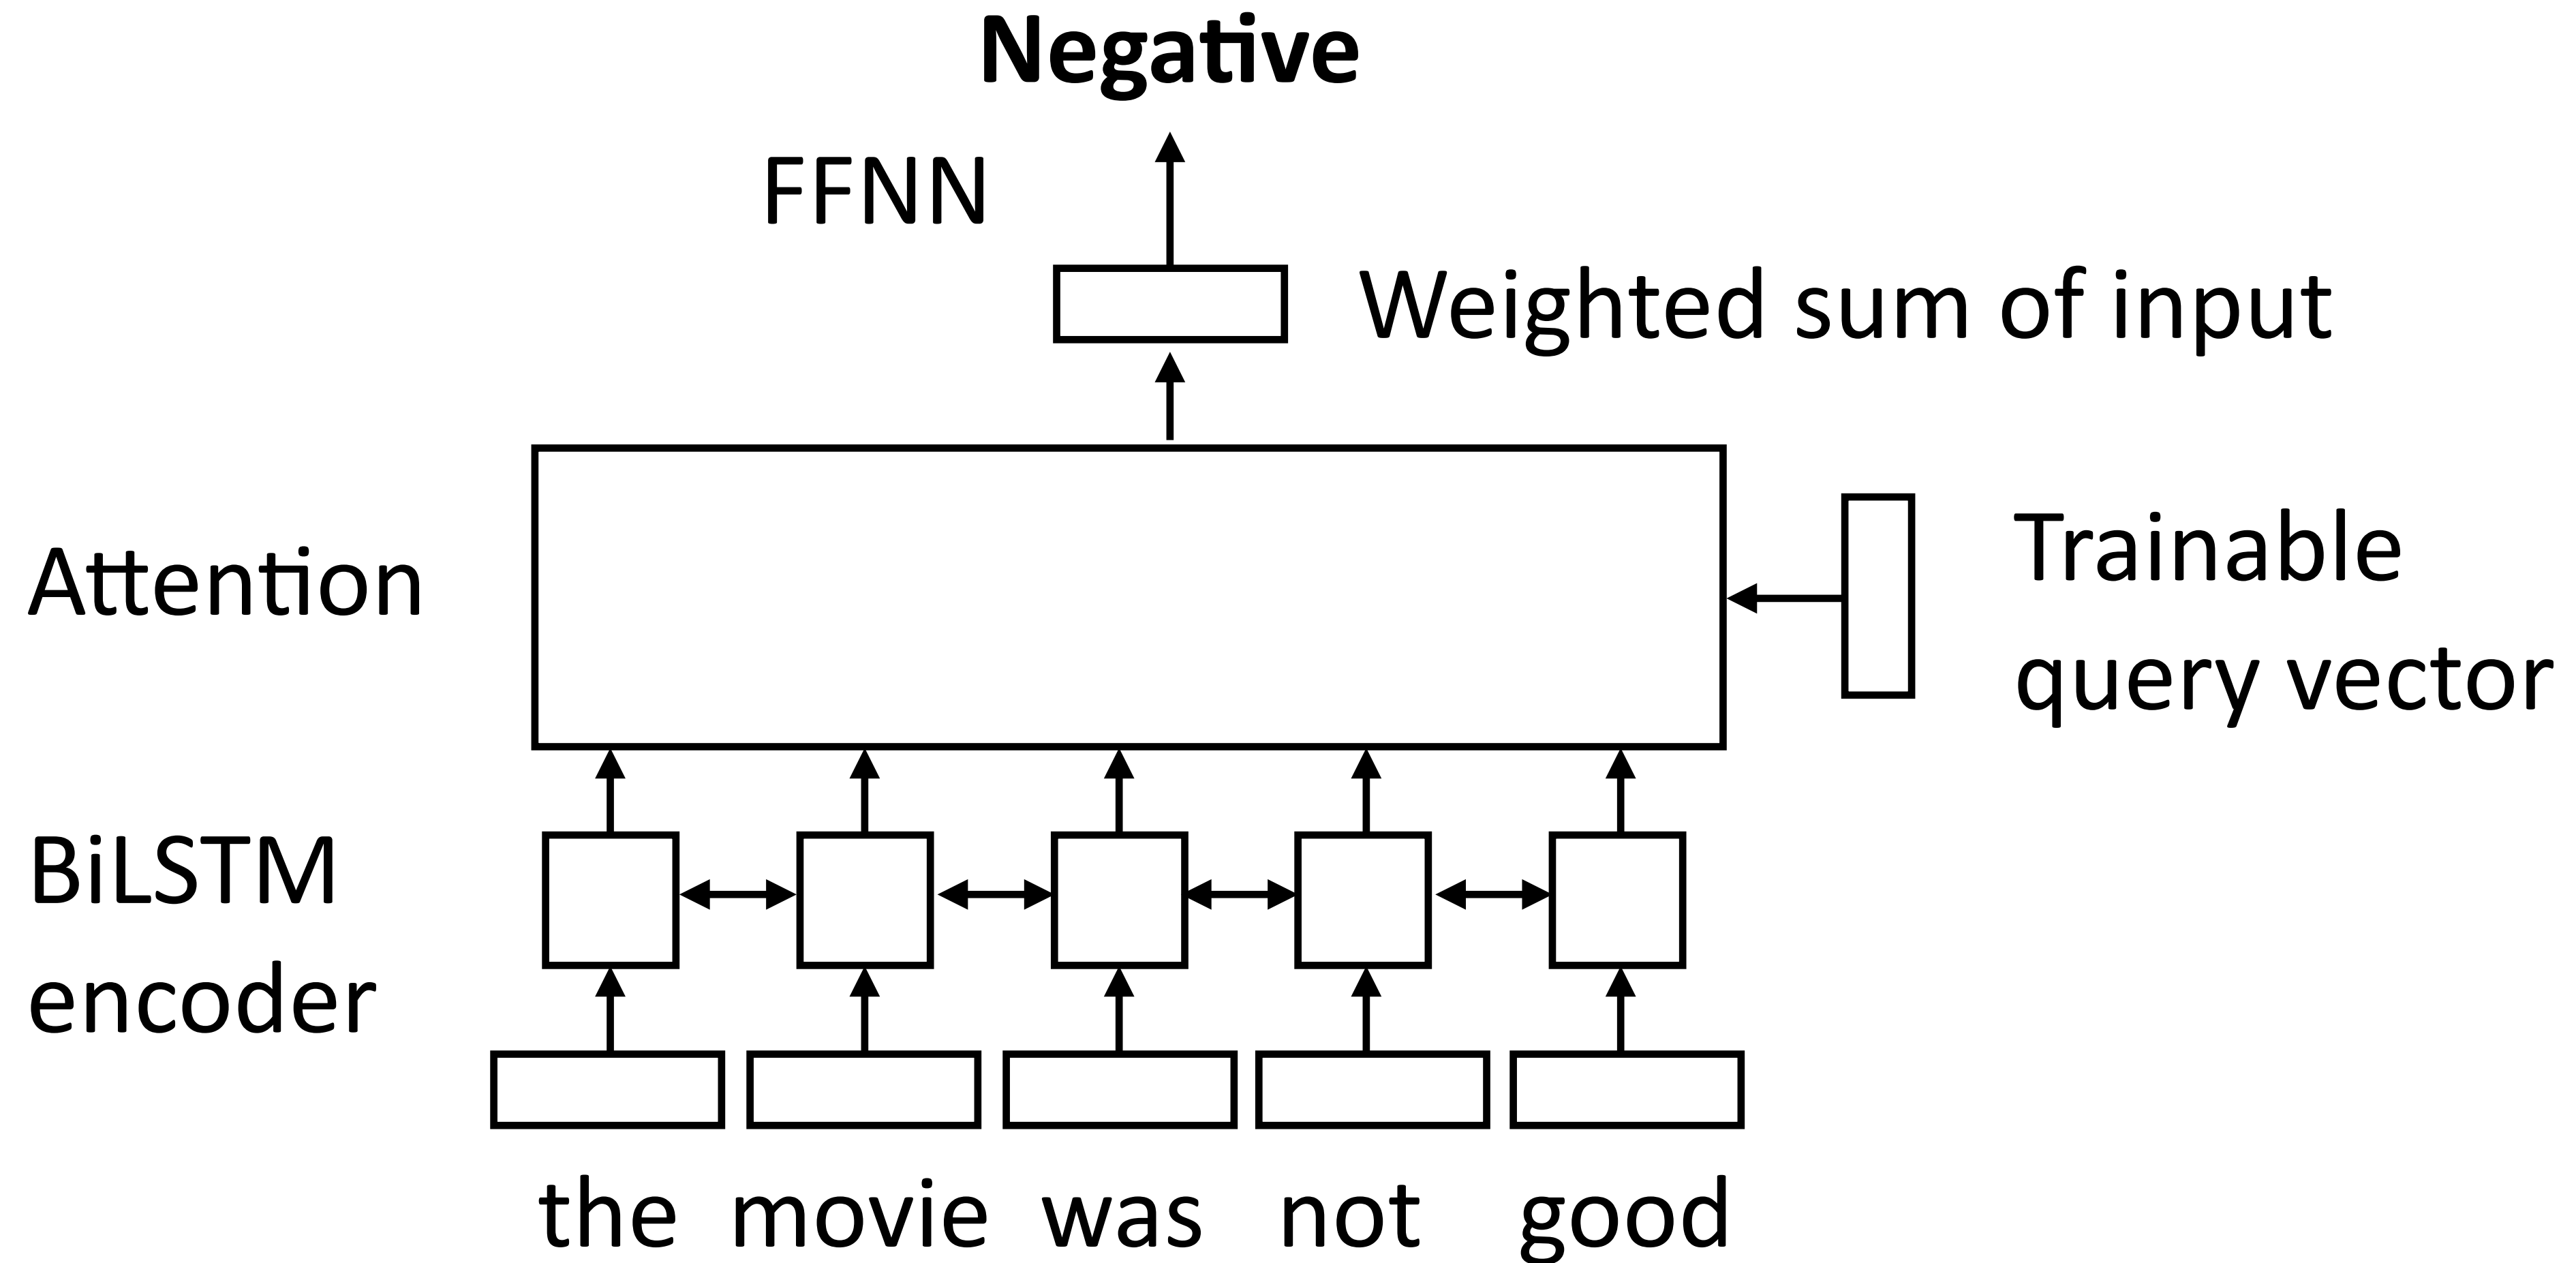 Negative
FFNN
Weighted sum of input
Attention
Trainable
query vector
BiLSTM
encoder
the movie was not good